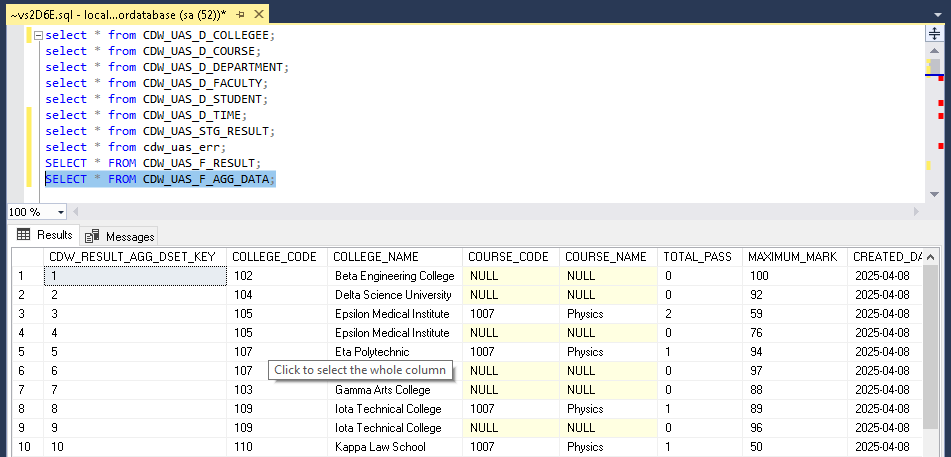 ~vs2D6E.sql - local...ordatabase (sa (52))*
select * from CDW_UAS_D_COLLEGEE;
select * from CDW_UAS_D_COURSE;
select * from CDW_UAS_D_DEPARTMENT;
select * from CDW_UAS_D_FACULTY;
select * from CDW_UAS_D_STUDENT;
select * from CDW_UAS_D_TIME;
select * from CDW_UAS_STG_RESULT;
select * from cdw_uas_err;
SELECT * FROM CDW_UAS_F_RESULT;
SELECT * FROM CDW_UAS_F_AGG_DATA;
100 %
Results Messages
CDW_RESULT_AGG_DSET_KEY COLLEGE_CODE COLLEGE_NAME COURSE_CODE COURSE_NAME TOTAL_PASS MAXIMUM_MARK CREATED_DA
1 1 102 Beta Engineering College NULL NULL 0 100 2025-04-08
2 2 104 Delta Science University NULL NULL 0 92 2025-04-08
3 3 105 Epsilon Medical Institute 1007 Physics 2 59 2025-04-08
4 4 105 Epsilon Medical Institute NULL NULL 0 76 2025-04-08
5 5 107 Eta Polytechnic 1007 Physics 1 94 2025-04-08
6 6 107 Click to select the whole column NULL NULL 0 97 2025-04-08
7 7 103 Gamma Arts College NULL NULL 0 88 2025-04-08
8 8 109 Iota Technical College 1007 Physics 1 89 2025-04-08
9 9 109 Iota Technical College NULL NULL 0 96 2025-04-08
10 10 110 Kappa Law School 1007 Physics 1 50 2025-04-08